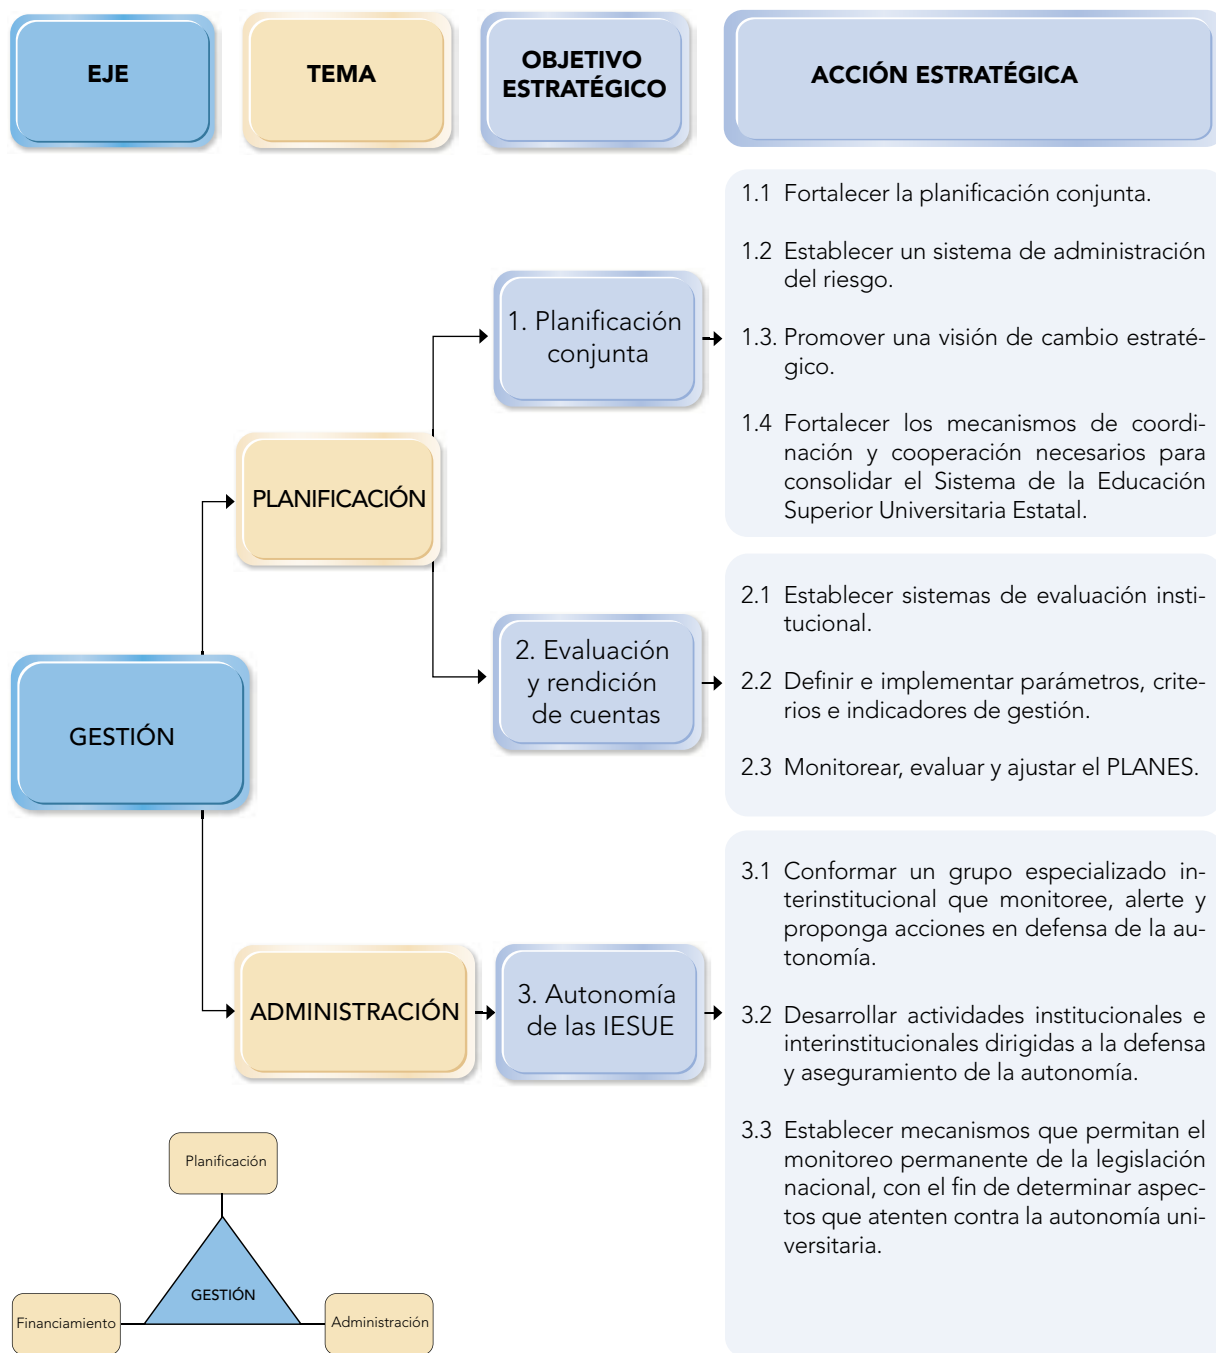 EJE
TEMA
OBJETIVO
ESTRATÉGICO
ACCIÓN ESTRATÉGICA
GESTIÓN
PLANIFICACIÓN
1. Planificación
conjunta
1.1 Fortalecer la planificación conjunta.
1.2 Establecer un sistema de administración
del riesgo.
1.3. Promover una visión de cambio estraté-
gico.
1.4 Fortalecer los mecanismos de coordi-
nación y cooperación necesarios para
consolidar el Sistema de la Educación
Superior Universitaria Estatal.
2. Evaluación
y rendición
de cuentas
2.1 Establecer sistemas de evaluación insti-
tucional.
2.2 Definir e implementar parámetros, crite-
rios e indicadores de gestión.
2.3 Monitorear, evaluar y ajustar el PLANES.
ADMINISTRACIÓN
3. Autonomía
de las IESUE
3.1 Conformar un grupo especializado in-
terinstitucional que monitoree, alerte y
proponga acciones en defensa de la au-
tonomía.
3.2 Desarrollar actividades institucionales e
interinstitucionales dirigidas a la defensa
y aseguramiento de la autonomía.
3.3 Establecer mecanismos que permitan el
monitoreo permanente de la legislación
nacional, con el fin de determinar aspec-
tos que atenten contra la autonomía uni-
versitaria.
Planificación
GESTIÓN
Financiamiento
Administración